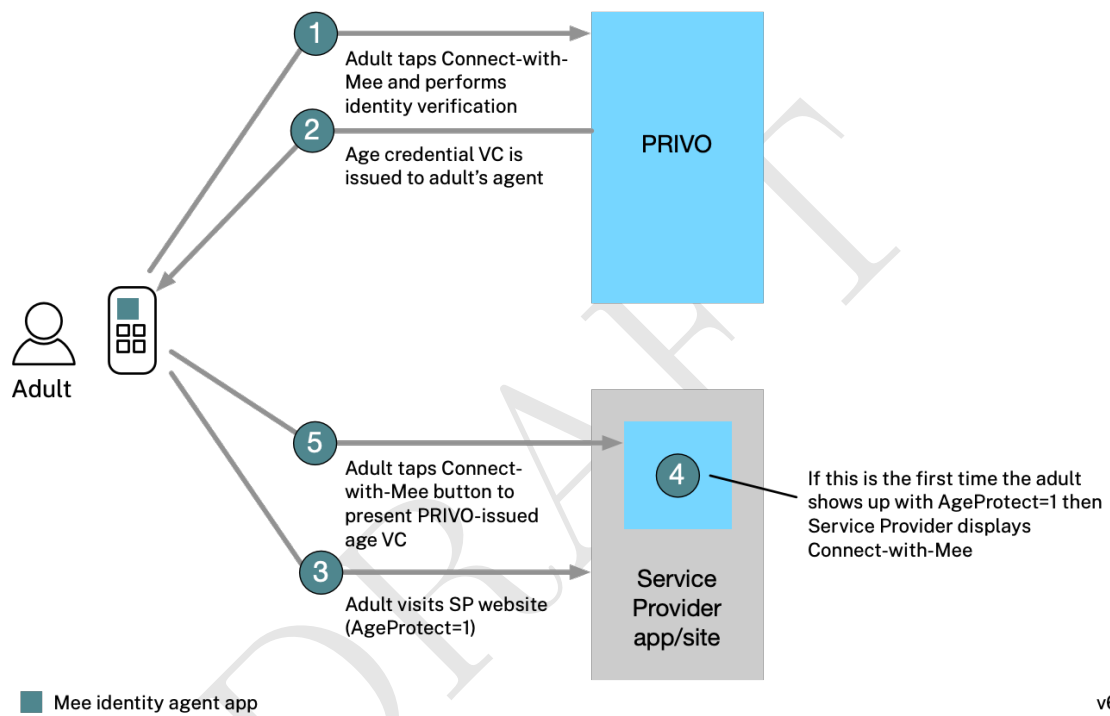 1
Adult taps Connect-with-
Mee and performs
identity verification
2
Age credential VC is
issued to adult's agent
PRIVO
Adult
5
Adult taps Connect-
with-Mee button to
present PRIVO-issued
age VC
4
If this is the first time the adult
shows up with AgeProtect=1 then
Service Provider displays
Connect-with-Mee
3
Adult visits SP website
(AgeProtect=1)
Service
Provider
app/site
DRAFT
Mee identity agent app
v6